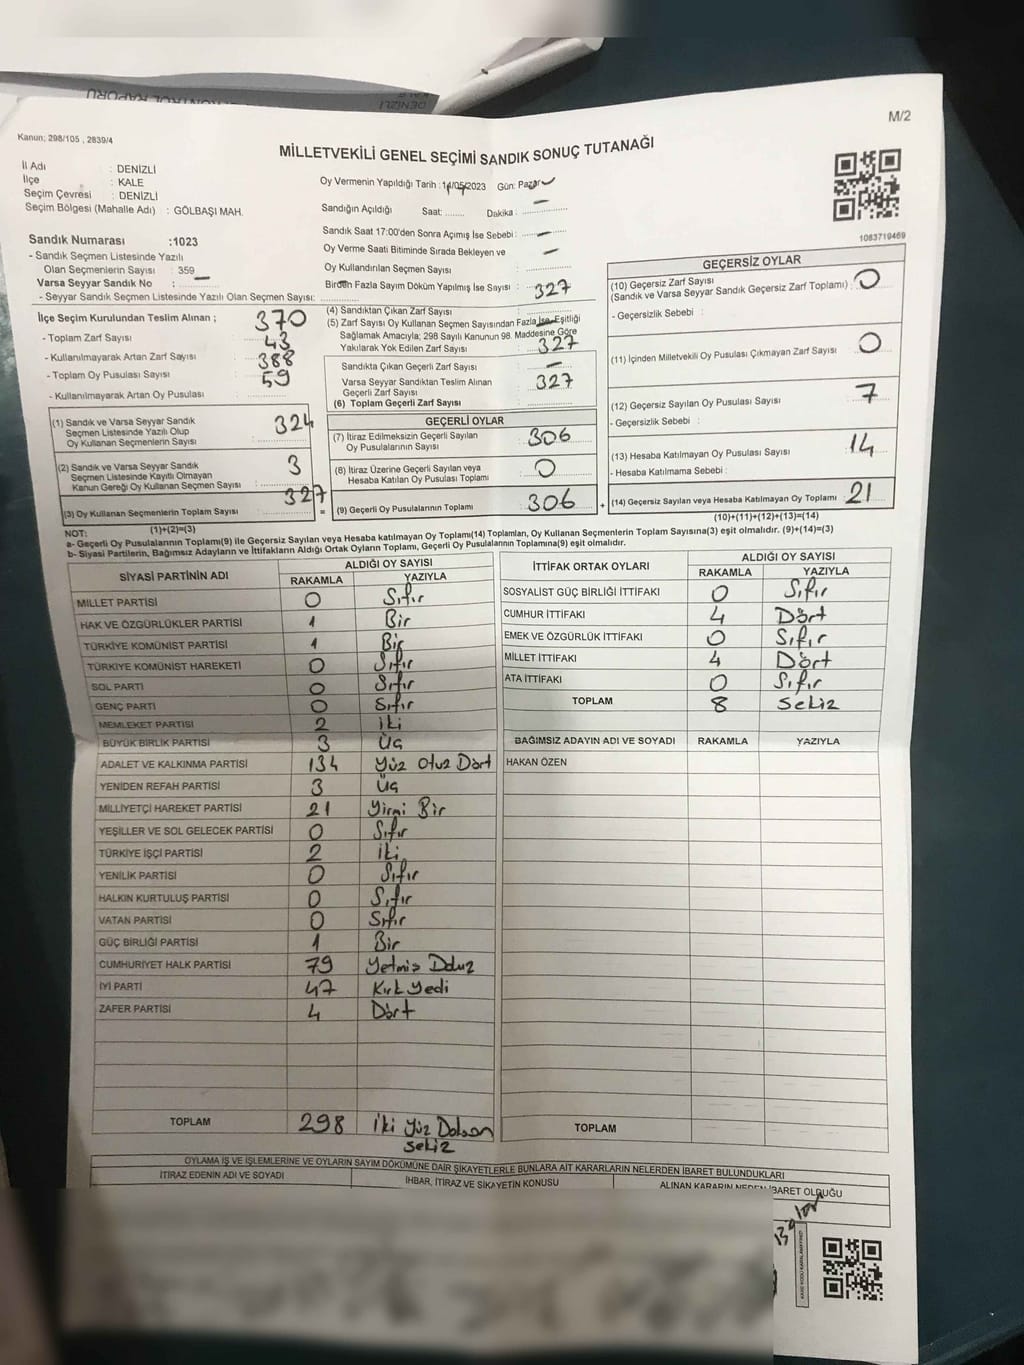 M/2
Kanun; 298/105 , 2839/4
MİLLETVEKİLİ GENEL SEÇİMİ SANDIK SONUÇ TUTANAĞI
İl Adı : DENİZLİ
İlçe : KALE
Seçim Çevresi : DENİZLİ
Seçim Bölgesi (Mahalle Adı) : GÖLBAŞI MAH.
Sandık Numarası :1023
- Sandık Seçmen Listesinde Yazılı
Olan Seçmenlerin Sayısı : 359
Varsa Seyyar Sandık No :
- Seyyar Sandık Seçmen Listesinde Yazılı Olan Seçmen Sayısı:
Oy Vermenin Yapıldığı Tarih : 14/05/2023 Gün: Pazar
Sandığın Açıldığı Saat: ........ Dakika :
Sandık Saat 17:00'den Sonra Açımış İse Sebebi :
Oy Verme Saati Bitiminde Sırada Bekleyen ve
Oy Kullandırılan Seçmen Sayısı :
Birden Fazla Sayım Döküm Yapılmış İse Sayısı :
1083719469
İlçe Seçim Kurulundan Teslim Alınan ;
- Toplam Zarf Sayısı : 370
- Kullanılmayarak Artan Zarf Sayısı : 43
- Toplam Oy Pusulası Sayısı : 388
- Kullanılmayarak Artan Oy Pusulası : 59
(1) Sandık ve Varsa Seyyar Sandık
Seçmen Listesinde Yazılı Olup
Oy Kullanan Seçmenlerin Sayısı : 324
(2) Sandık ve Varsa Seyyar Sandık
Seçmen Listesinde Kayıtlı Olmayan
Kanun Gereği Oy Kullanan Seçmen Sayısı : 3
(3) Oy Kullanan Seçmenlerin Toplam Sayısı : 327
(1)+(2)=(3)
(4) Sandıktan Çıkan Zarf Sayısı : 327
(5) Zarf Sayısı Oy Kullanan Seçmen Sayısından Fazla İse, Eşitliği
Sağlamak Amacıyla; 298 Sayılı Kanunun 98. Maddesine Göre
Yakılarak Yok Edilen Zarf Sayısı :
Sandıkta Çıkan Geçerli Zarf Sayısı : 327
Varsa Seyyar Sandıktan Teslim Alınan
Geçerli Zarf Sayısı :
(6) Toplam Geçerli Zarf Sayısı : 327
GEÇERLİ OYLAR
(7) İtiraz Edilmeksizin Geçerli Sayılan
Oy Pusulalarının Sayısı : 306
(8) İtiraz Üzerine Geçerli Sayılan veya
Hesaba Katılan Oy Pusulası Toplamı : 0
= (9) Geçerli Oy Pusulalarının Toplamı : 306 +
GEÇERSİZ OYLAR
(10) Geçersiz Zarf Sayısı
(Sandık ve Varsa Seyyar Sandık Geçersiz Zarf Toplamı) : 0
- Geçersizlik Sebebi :
(11) İçinden Milletvekili Oy Pusulası Çıkmayan Zarf Sayısı : 0
(12) Geçersiz Sayılan Oy Pusulası Sayısı : 7
- Geçersizlik Sebebi :
(13) Hesaba Katılmayan Oy Pusulası Sayısı : 14
- Hesaba Katılmama Sebebi :
(14) Geçersiz Sayılan veya Hesaba Katılmayan Oy Toplamı : 21
(10)+(11)+(12)+(13)=(14)
NOT:
a- Geçerli Oy Pusulalarının Toplamı(9) ile Geçersiz Sayılan veya Hesaba katılmayan Oy Toplamı(14) Toplamları, Oy Kullanan Seçmenlerin Toplam Sayısına(3) eşit olmalıdır. (9)+(14)=(3)
b- Siyasi Partilerin, Bağımsız Adayların ve İttifakların Aldığı Ortak Oyların Toplamı, Geçerli Oy Pusulalarının Toplamına(9) eşit olmalıdır.
SİYASİ PARTİNİN ADI ALDIĞI OY SAYISI
RAKAMLA YAZIYLA
MİLLET PARTİSİ 0 Sıfır
HAK VE ÖZGÜRLÜKLER PARTİSİ 1 Bir
TÜRKİYE KOMÜNİST PARTİSİ 1 Bir
TÜRKİYE KOMÜNİST HAREKETİ 0 Sıfır
SOL PARTİ 0 Sıfır
GENÇ PARTİ 0 Sıfır
MEMLEKET PARTİSİ 2 İki
BÜYÜK BİRLİK PARTİSİ 3 Üç
ADALET VE KALKINMA PARTİSİ 134 Yüz Otuz Dört
YENİDEN REFAH PARTİSİ 3 Üç
MİLLİYETÇİ HAREKET PARTİSİ 21 Yirmi Bir
YEŞİLLER VE SOL GELECEK PARTİSİ 0 Sıfır
TÜRKİYE İŞÇİ PARTİSİ 2 İki
YENİLİK PARTİSİ 0 Sıfır
HALKIN KURTULUŞ PARTİSİ 0 Sıfır
VATAN PARTİSİ 0 Sıfır
GÜÇ BİRLİĞİ PARTİSİ 1 Bir
CUMHURİYET HALK PARTİSİ 79 Yetmiş Dokuz
İYİ PARTİ 47 Kırk Yedi
ZAFER PARTİSİ 4 Dört
TOPLAM 298 İki Yüz Doksan
Sekiz
İTTİFAK ORTAK OYLARI ALDIĞI OY SAYISI
RAKAMLA YAZIYLA
SOSYALİST GÜÇ BİRLİĞİ İTTİFAKI 0 Sıfır
CUMHUR İTTİFAKI 4 Dört
EMEK VE ÖZGÜRLÜK İTTİFAKI 0 Sıfır
MİLLET İTTİFAKI 4 Dört
ATA İTTİFAKI 0 Sıfır
TOPLAM 8 Sekiz
BAĞIMSIZ ADAYIN ADI VE SOYADI RAKAMLA YAZIYLA
HAKAN ÖZEN
TOPLAM
OYLAMA İŞ VE İŞLEMLERİNE VE OYLARIN SAYIM DÖKÜMÜNE DAİR ŞİKAYETLERLE BUNLARA AİT KARARLARIN NELERDEN İBARET BULUNDUKLARI
İTİRAZ EDENİN ADI VE SOYADI İHBAR, İTİRAZ VE ŞİKAYETİN KONUSU ALINAN KARARIN NEDEN İBARET OLDUĞU